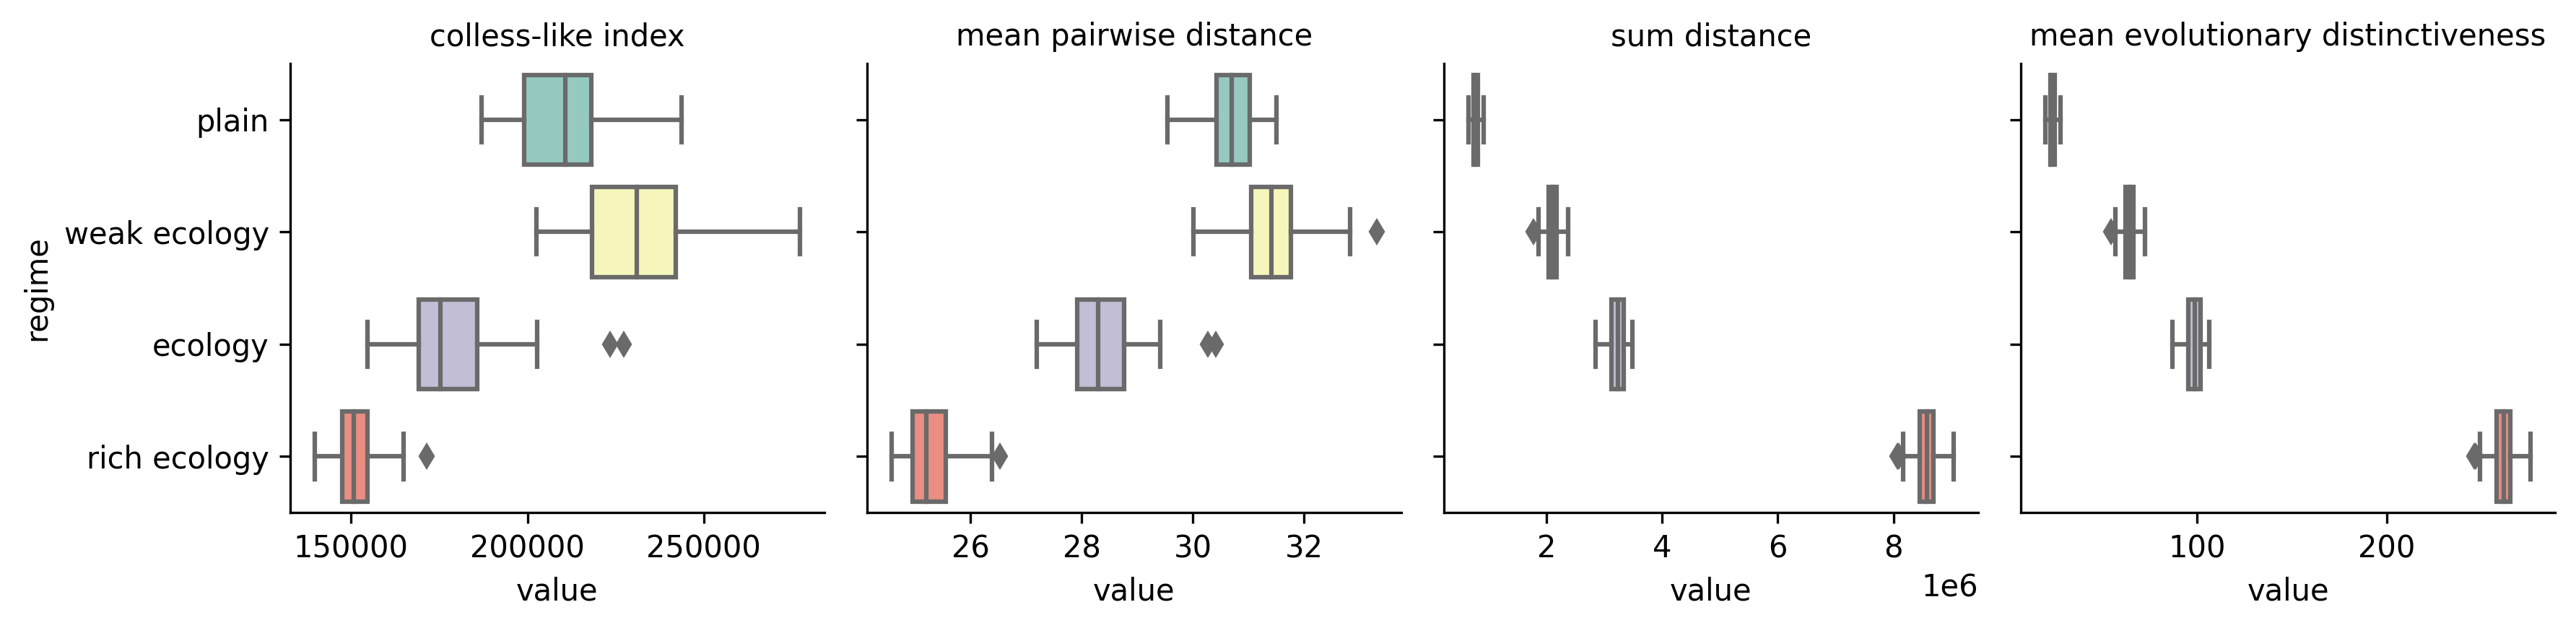 colless-like index
mean pairwise distance
sum distance
mean evolutionary distinctiveness
regime
plain
weak ecology
ecology
rich ecology
150000 200000 250000
26 28 30 32
2 4 6 8
100 200
1e6
value
value
value
value